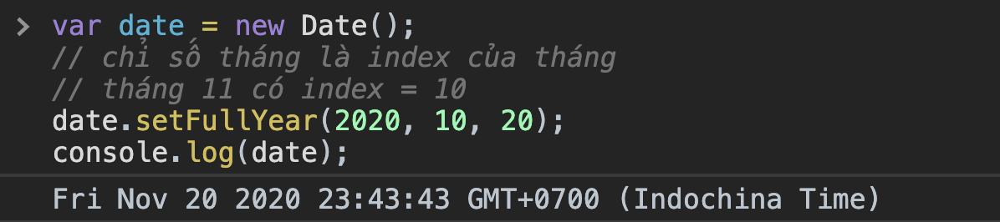 > var date = new Date();
// chỉ số tháng là index của tháng
// tháng 11 có index = 10
date.setFullYear(2020, 10, 20);
console.log(date);
Fri Nov 20 2020 23:43:43 GMT+0700 (Indochina Time)